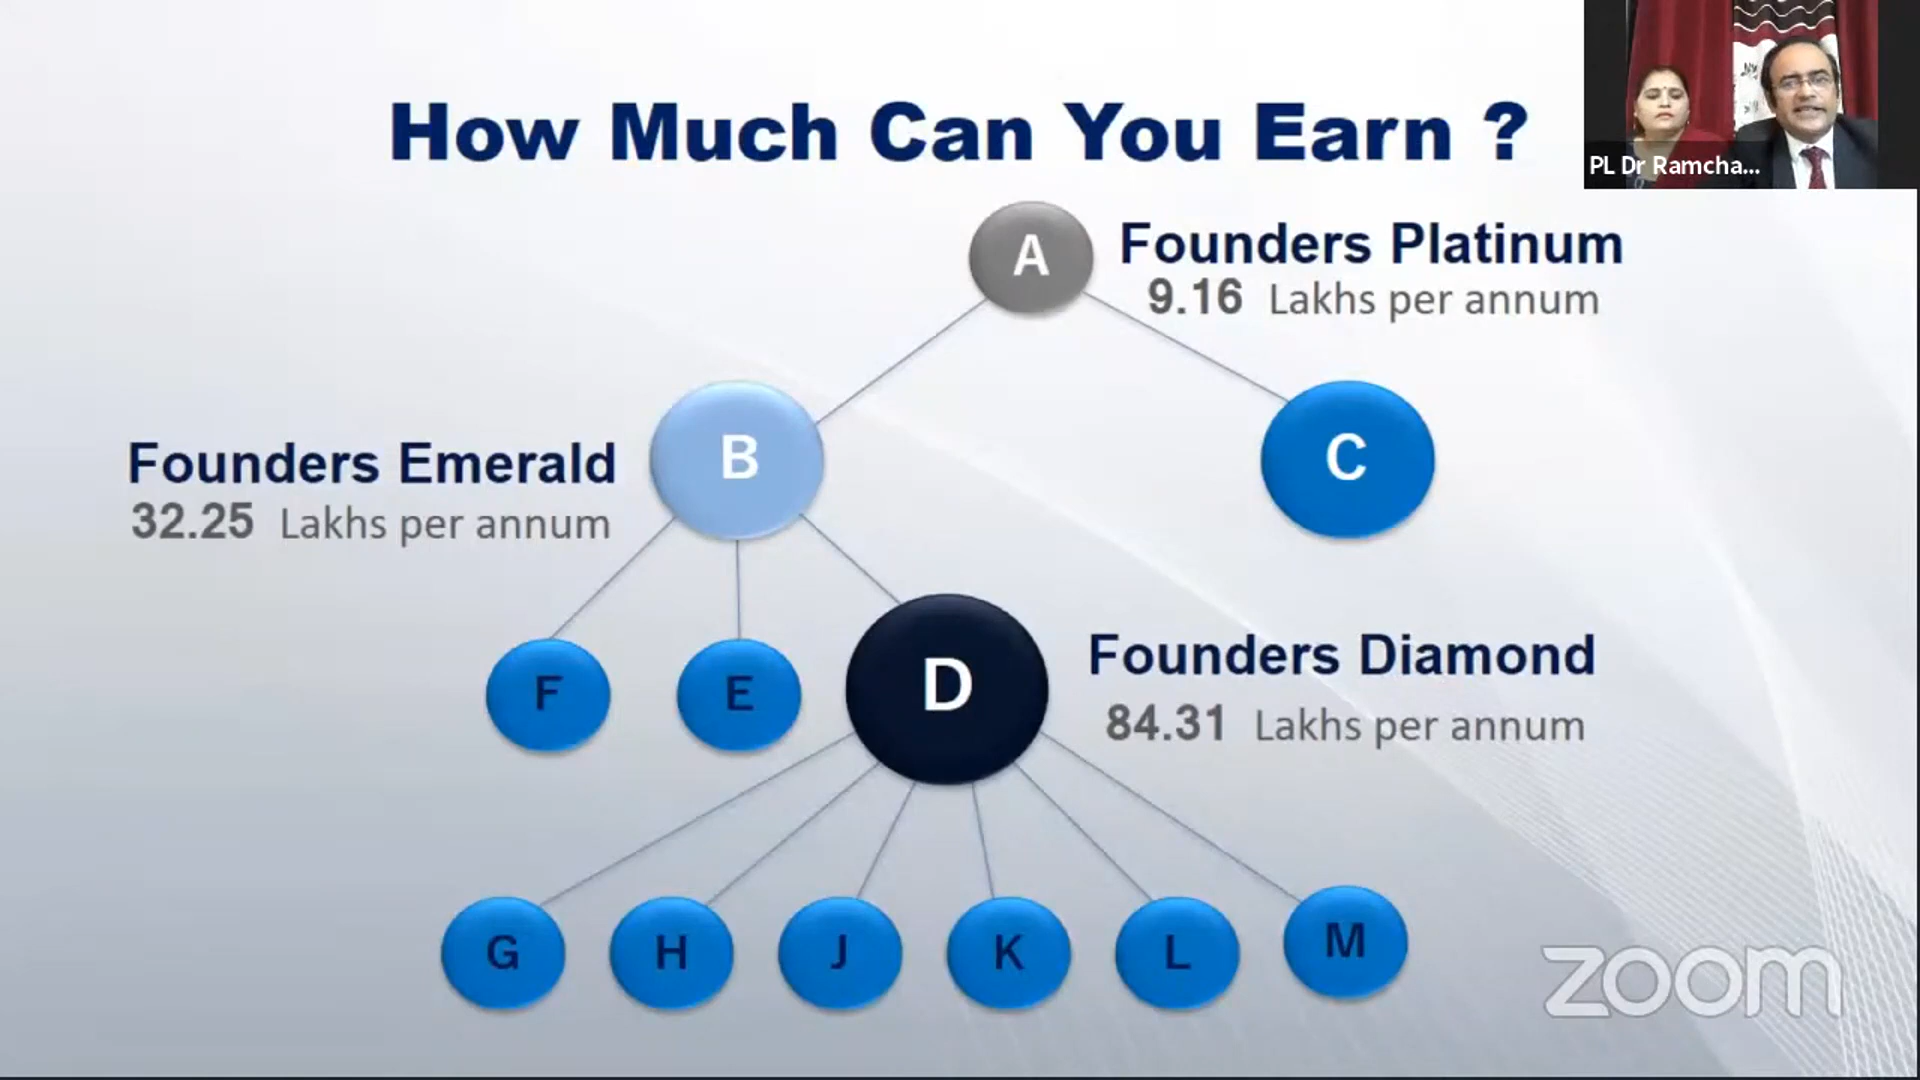 How Much Can You Earn ?
PL Dr Ramcha...
A
Founders Platinum
9.16 Lakhs per annum
B
C
Founders Emerald
32.25 Lakhs per annum
F
E
D
Founders Diamond
84.31 Lakhs per annum
G
H
J
K
L
M
zoom